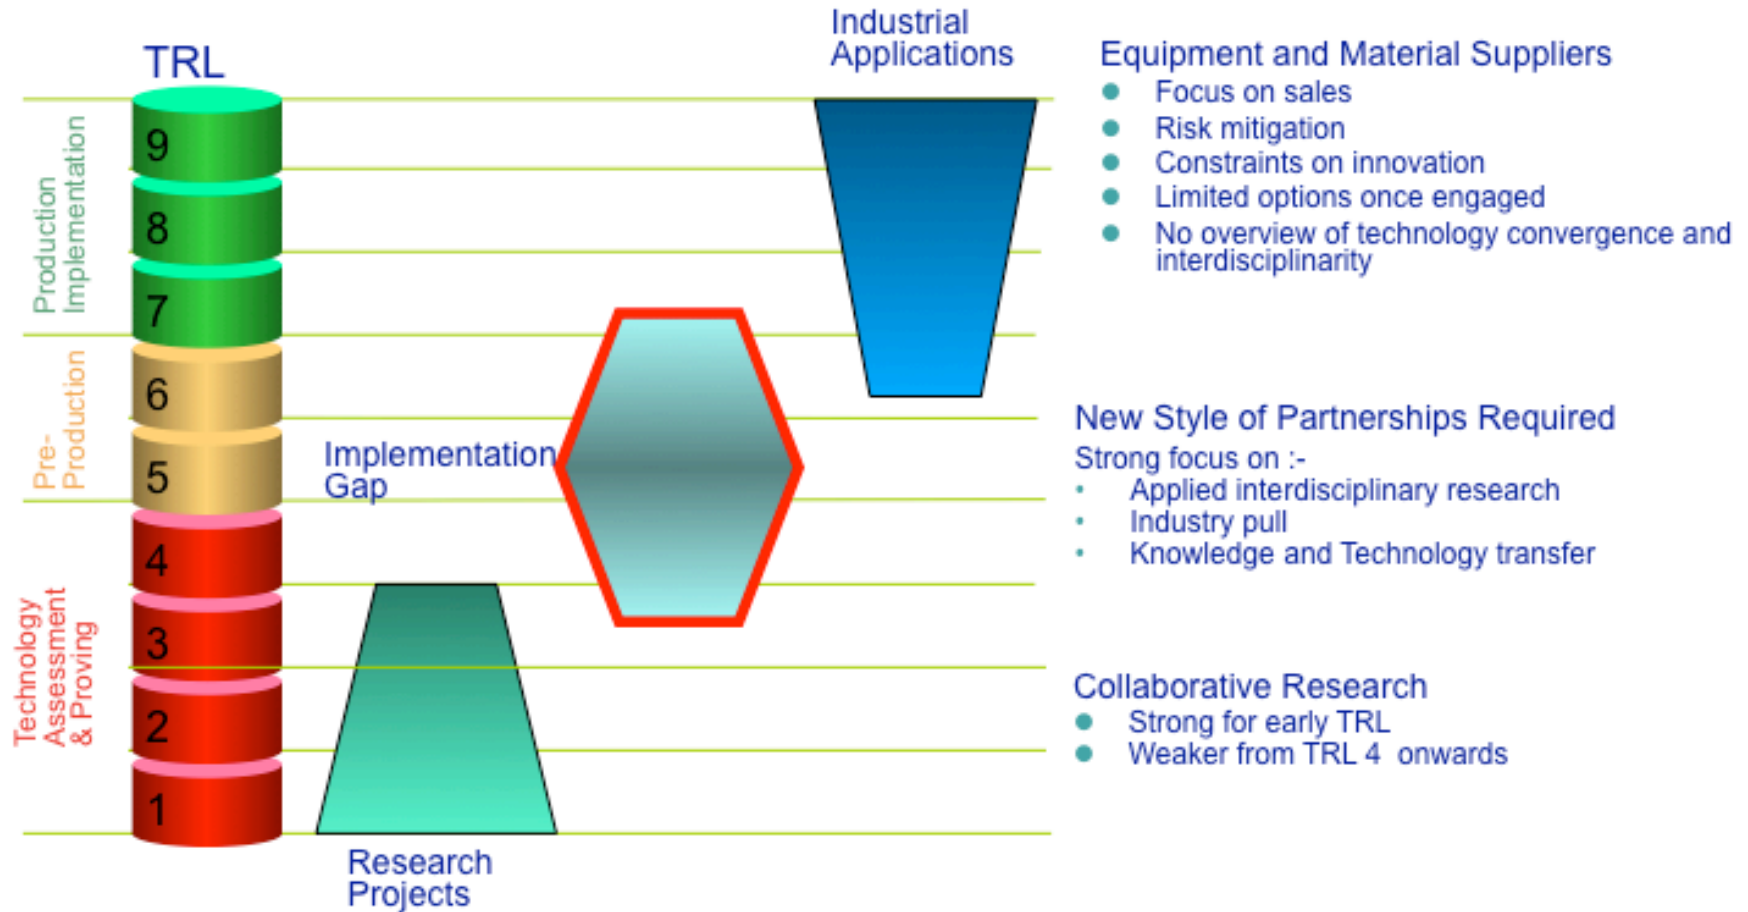 TRL
Industrial
Applications
Production
Implementation
Pre-
Production
Technology
Assessment
& Proving
9
8
7
6
5
4
3
2
1
Implementation
Gap
Research
Projects
Equipment and Material Suppliers
Focus on sales
Risk mitigation
Constraints on innovation
Limited options once engaged
No overview of technology convergence and
interdisciplinarity
New Style of Partnerships Required
Strong focus on :-
Applied interdisciplinary research
Industry pull
Knowledge and Technology transfer
Collaborative Research
Strong for early TRL
Weaker from TRL 4 onwards